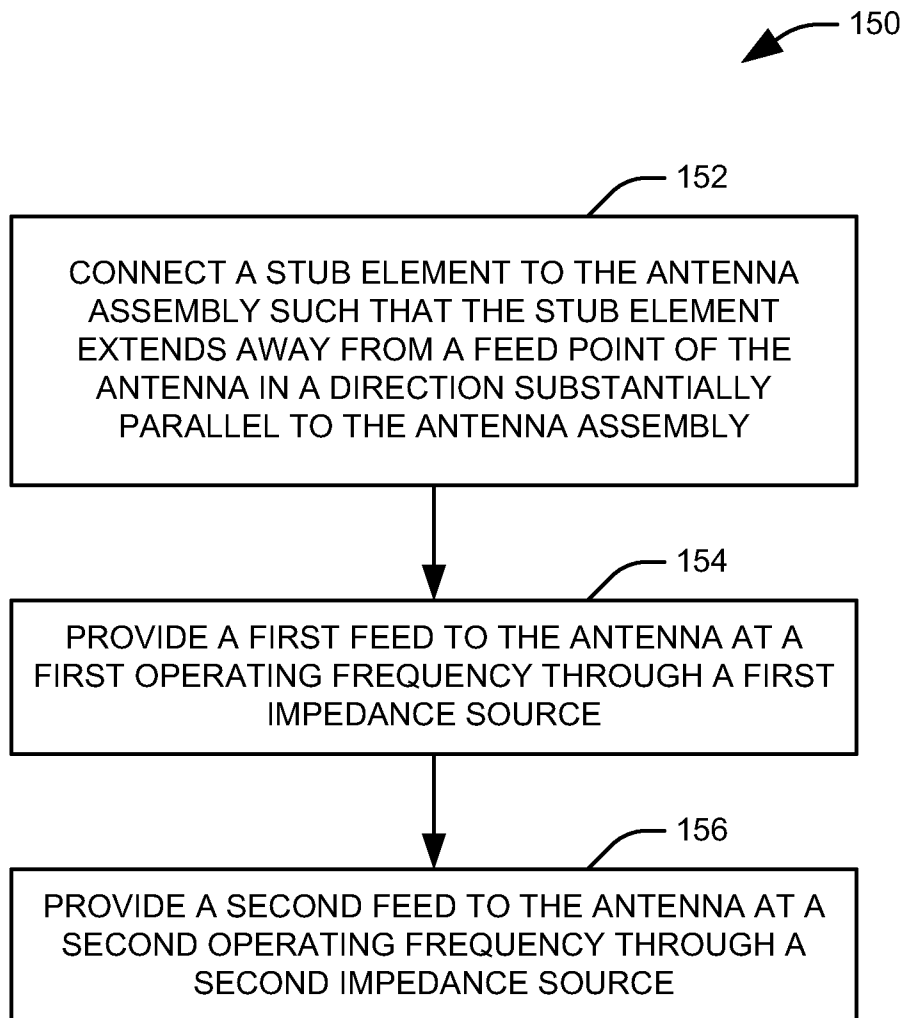 150
152
CONNECT A STUB ELEMENT TO THE ANTENNA
ASSEMBLY SUCH THAT THE STUB ELEMENT
EXTENDS AWAY FROM A FEED POINT OF THE
ANTENNA IN A DIRECTION SUBSTANTIALLY
PARALLEL TO THE ANTENNA ASSEMBLY
154
PROVIDE A FIRST FEED TO THE ANTENNA AT A
FIRST OPERATING FREQUENCY THROUGH A FIRST
IMPEDANCE SOURCE
156
PROVIDE A SECOND FEED TO THE ANTENNA AT A
SECOND OPERATING FREQUENCY THROUGH A
SECOND IMPEDANCE SOURCE